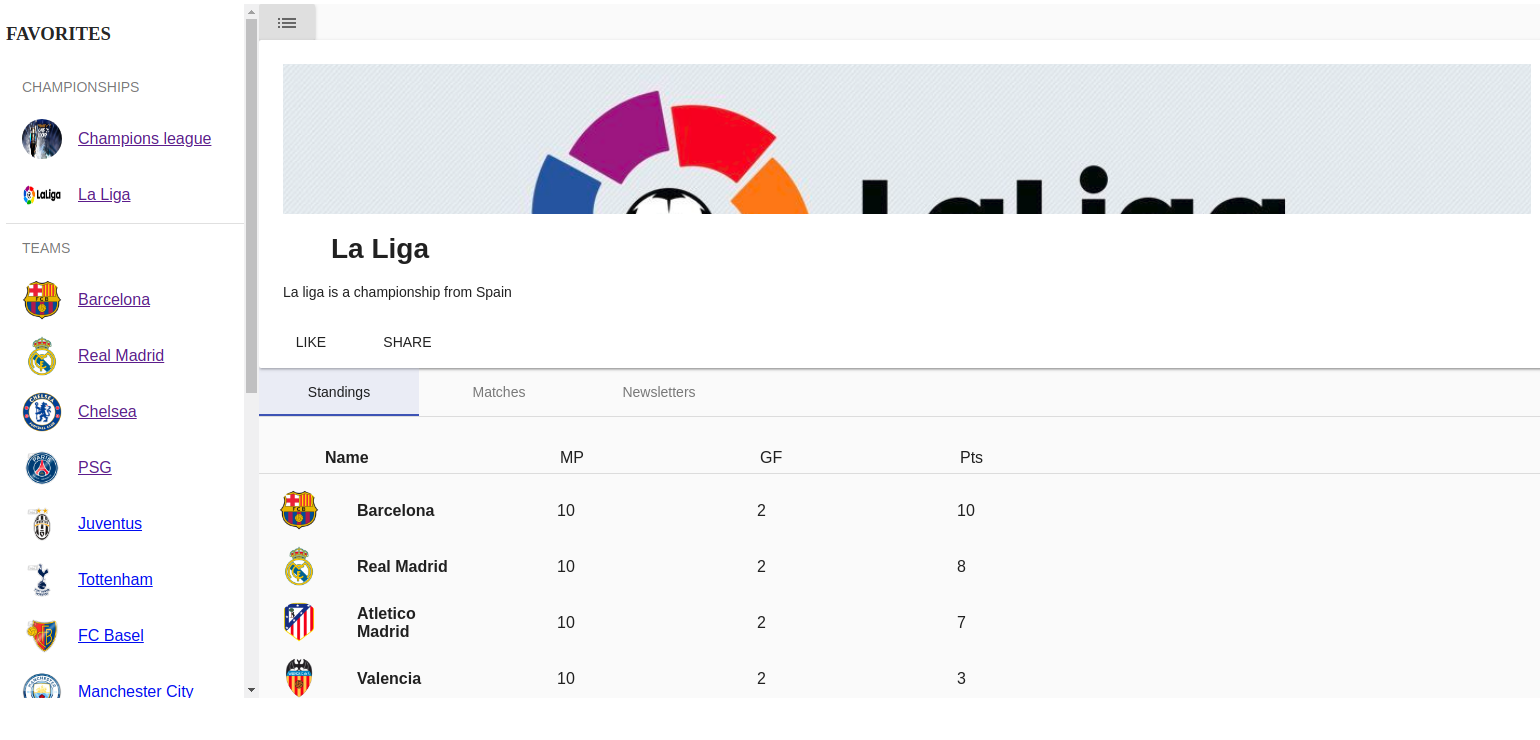 FAVORITES
CHAMPIONSHIPS
Champions league
LaLiga La Liga
TEAMS
Barcelona
Real Madrid
Chelsea
PSG
Juventus
Tottenham
FC Basel
Manchester City
LaLiga
La Liga
La liga is a championship from Spain
LIKE SHARE
Standings Matches Newsletters
Name MP GF Pts
FCB Barcelona 10 2 10
Real Madrid 10 2 8
Atletico
Madrid 10 2 7
Valencia 10 2 3